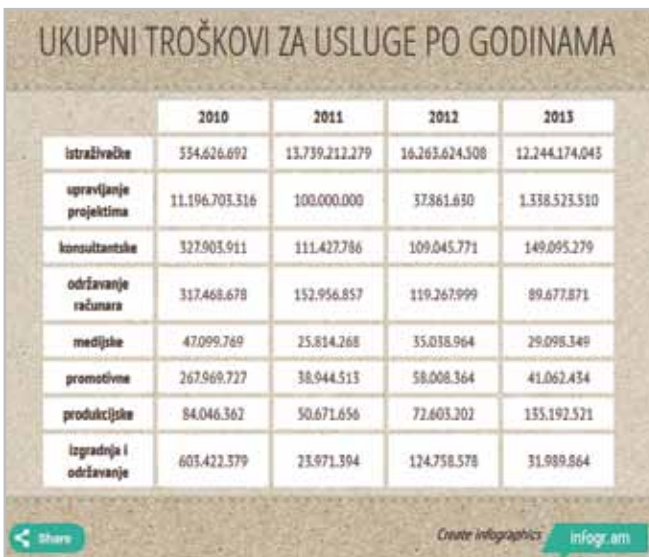 UKUPNI TROŠKOVI ZA USLUGE PO GODINAMA
2010 2011 2012 2013
istraživačke 334.626.692 13.739.212.279 16.263.624.508 12.244.174.043
upravljanje
projektima 11.196.703.316 100.000.000 37.861.630 1.338.523.510
konsultantske 327.903.911 111.427.786 109.045.771 149.095.279
održavanje
računara 317.468.678 152.956.857 119.267.999 89.677.871
medijske 47.099.769 25.814.268 35.038.964 29.098.349
promotivne 267.969.727 38.944.513 58.008.364 41.062.434
produkcijske 84.046.362 50.671.656 72.603.202 135.192.521
izgradnja i
održavanje 603.422.379 23.971.394 124.758.578 31.989.864
Share
Create infographics infogr.am